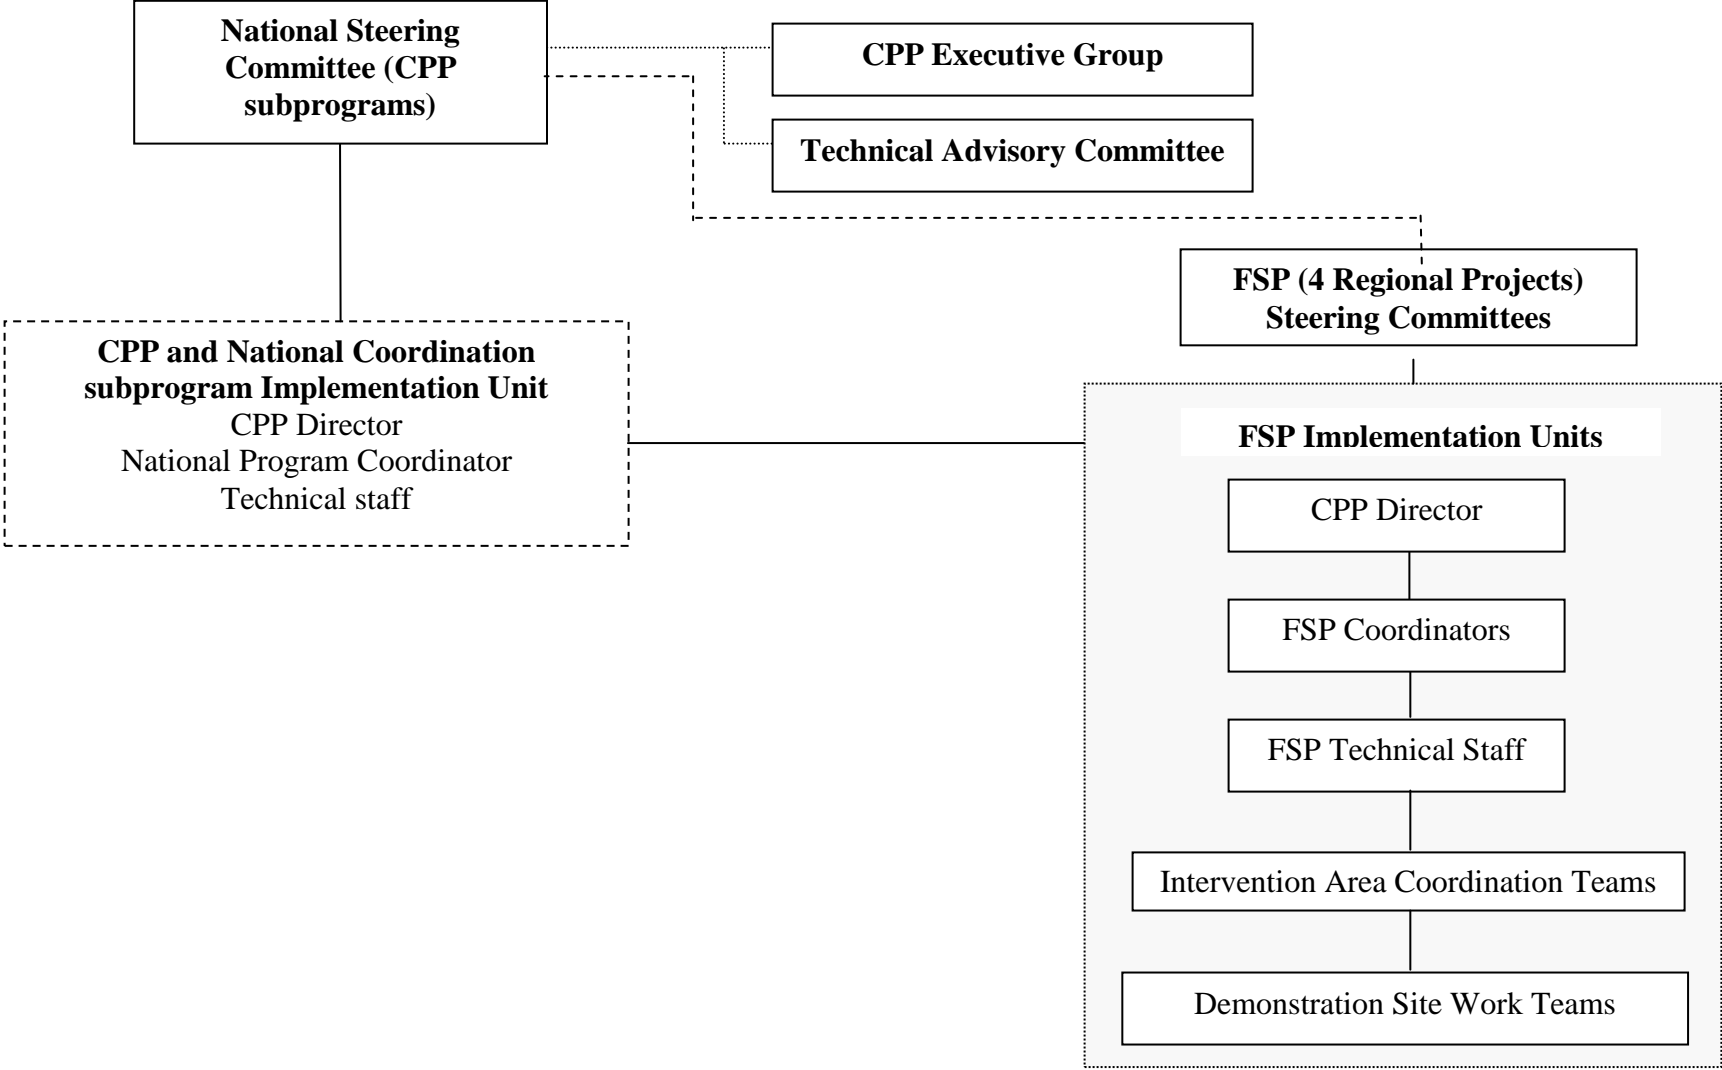 National Steering
Committee (CPP
subprograms)
CPP Executive Group
Technical Advisory Committee
FSP (4 Regional Projects)
Steering Committees
CPP and National Coordination
subprogram Implementation Unit
CPP Director
National Program Coordinator
Technical staff
FSP Implementation Units
CPP Director
FSP Coordinators
FSP Technical Staff
Intervention Area Coordination Teams
Demonstration Site Work Teams